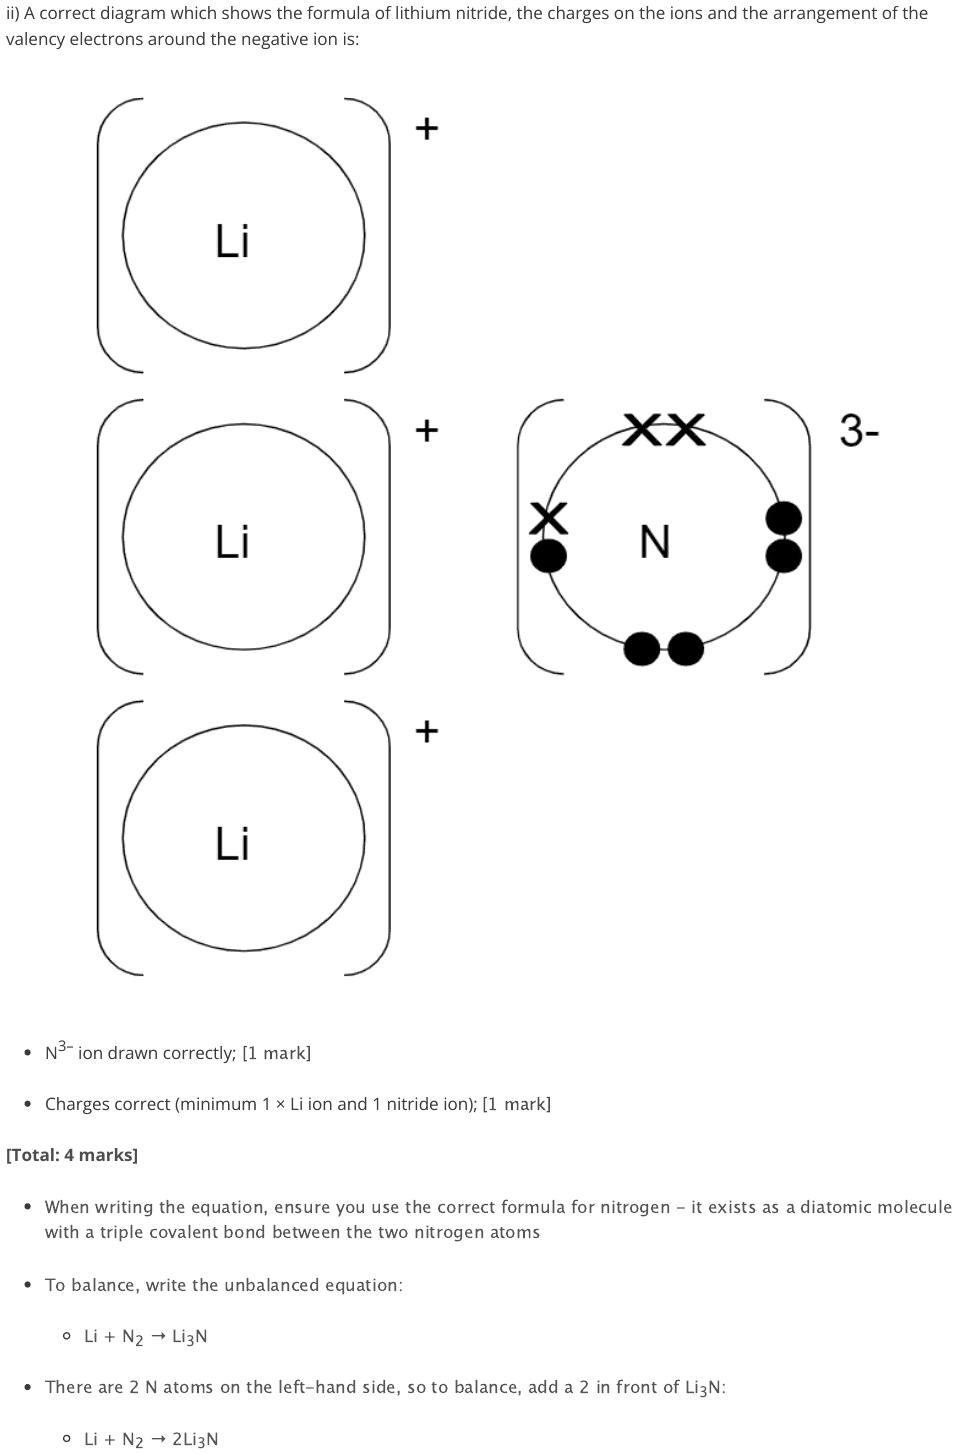 ii) A correct diagram which shows the formula of lithium nitride, the charges on the ions and the arrangement of the
valency electrons around the negative ion is:
+
Li
+
3-
Li
N
+
Li
• N³⁻ ion drawn correctly; [1 mark]
• Charges correct (minimum 1 × Li ion and 1 nitride ion); [1 mark]
[Total: 4 marks]
• When writing the equation, ensure you use the correct formula for nitrogen – it exists as a diatomic molecule
with a triple covalent bond between the two nitrogen atoms
• To balance, write the unbalanced equation:
○ Li + N₂ → Li₃N
• There are 2 N atoms on the left-hand side, so to balance, add a 2 in front of Li₃N:
○ Li + N₂ → 2Li₃N